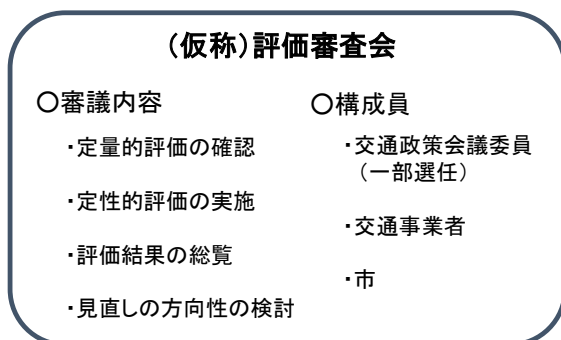 (仮称)評価審査会
○審議内容
・定量的評価の確認
・定性的評価の実施
・評価結果の総覧
・見直しの方向性の検討
○構成員
・交通政策会議委員
(一部選任)
・交通事業者
・市